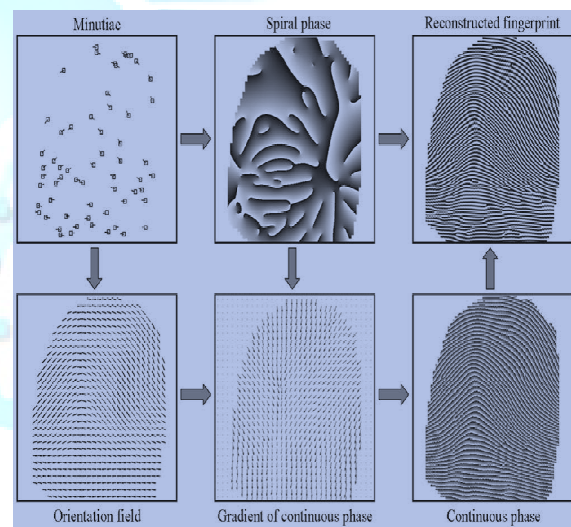 Minutiae
Spiral phase
Reconstructed fingerprint
Orientation field
Gradient of continuous phase
Continuous phase